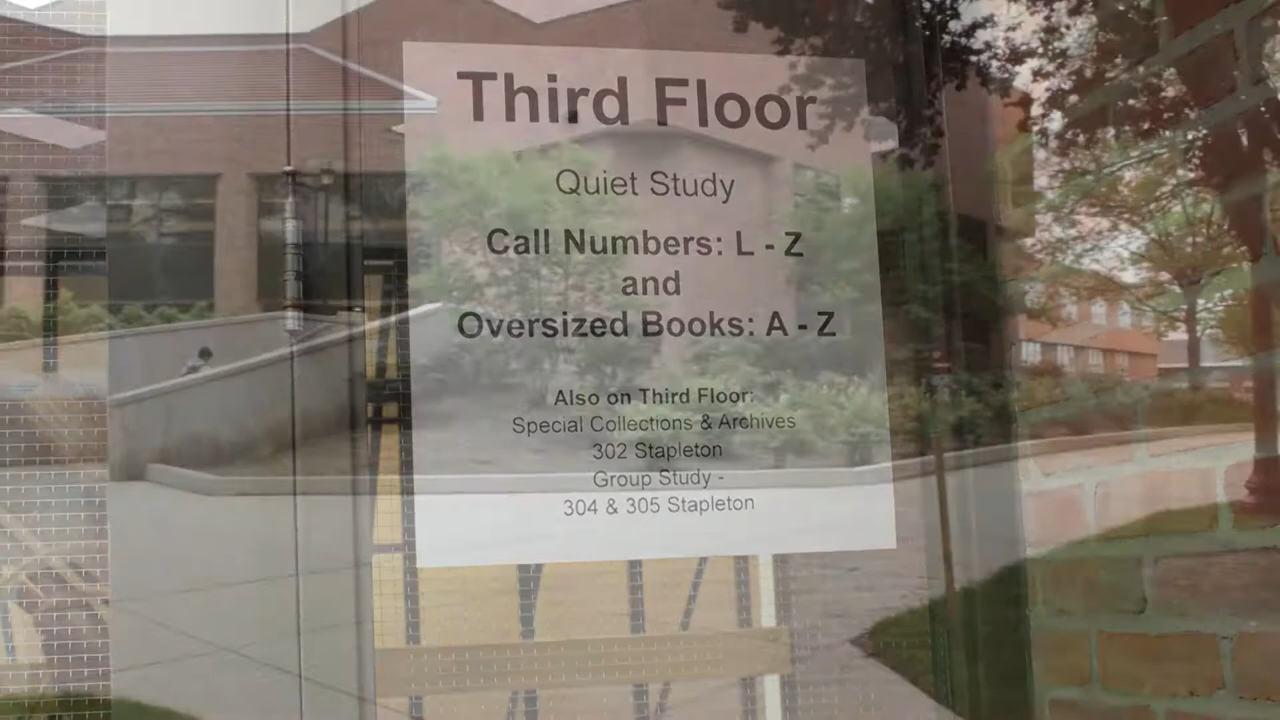 Third Floor
Quiet Study
Call Numbers: L - Z
and
Oversized Books: A - Z
Also on Third Floor:
Special Collections & Archives
302 Stapleton
Group Study -
304 & 305 Stapleton